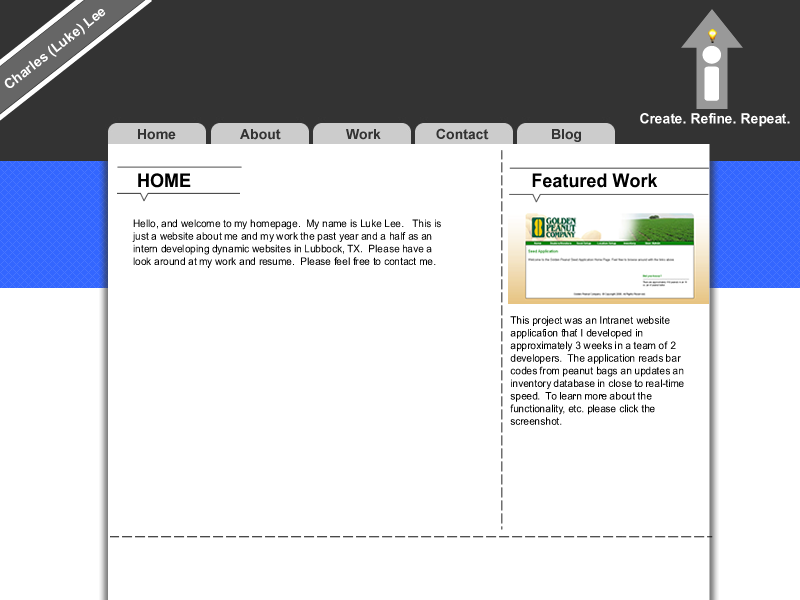 Charles (Luke) Lee
Create. Refine. Repeat.
Home
About
Work
Contact
Blog
HOME
Hello, and welcome to my homepage. My name is Luke Lee. This is
just a website about me and my work the past year and a half as an
intern developing dynamic websites in Lubbock, TX. Please have a
look around at my work and resume. Please feel free to contact me.
Featured Work
GOLDEN
PEANUT
COMPANY
Seed Application
This project was an Intranet website
application that I developed in
approximately 3 weeks in a team of 2
developers. The application reads bar
codes from peanut bags an updates an
inventory database in close to real-time
speed. To learn more about the
functionality, etc. please click the
screenshot.